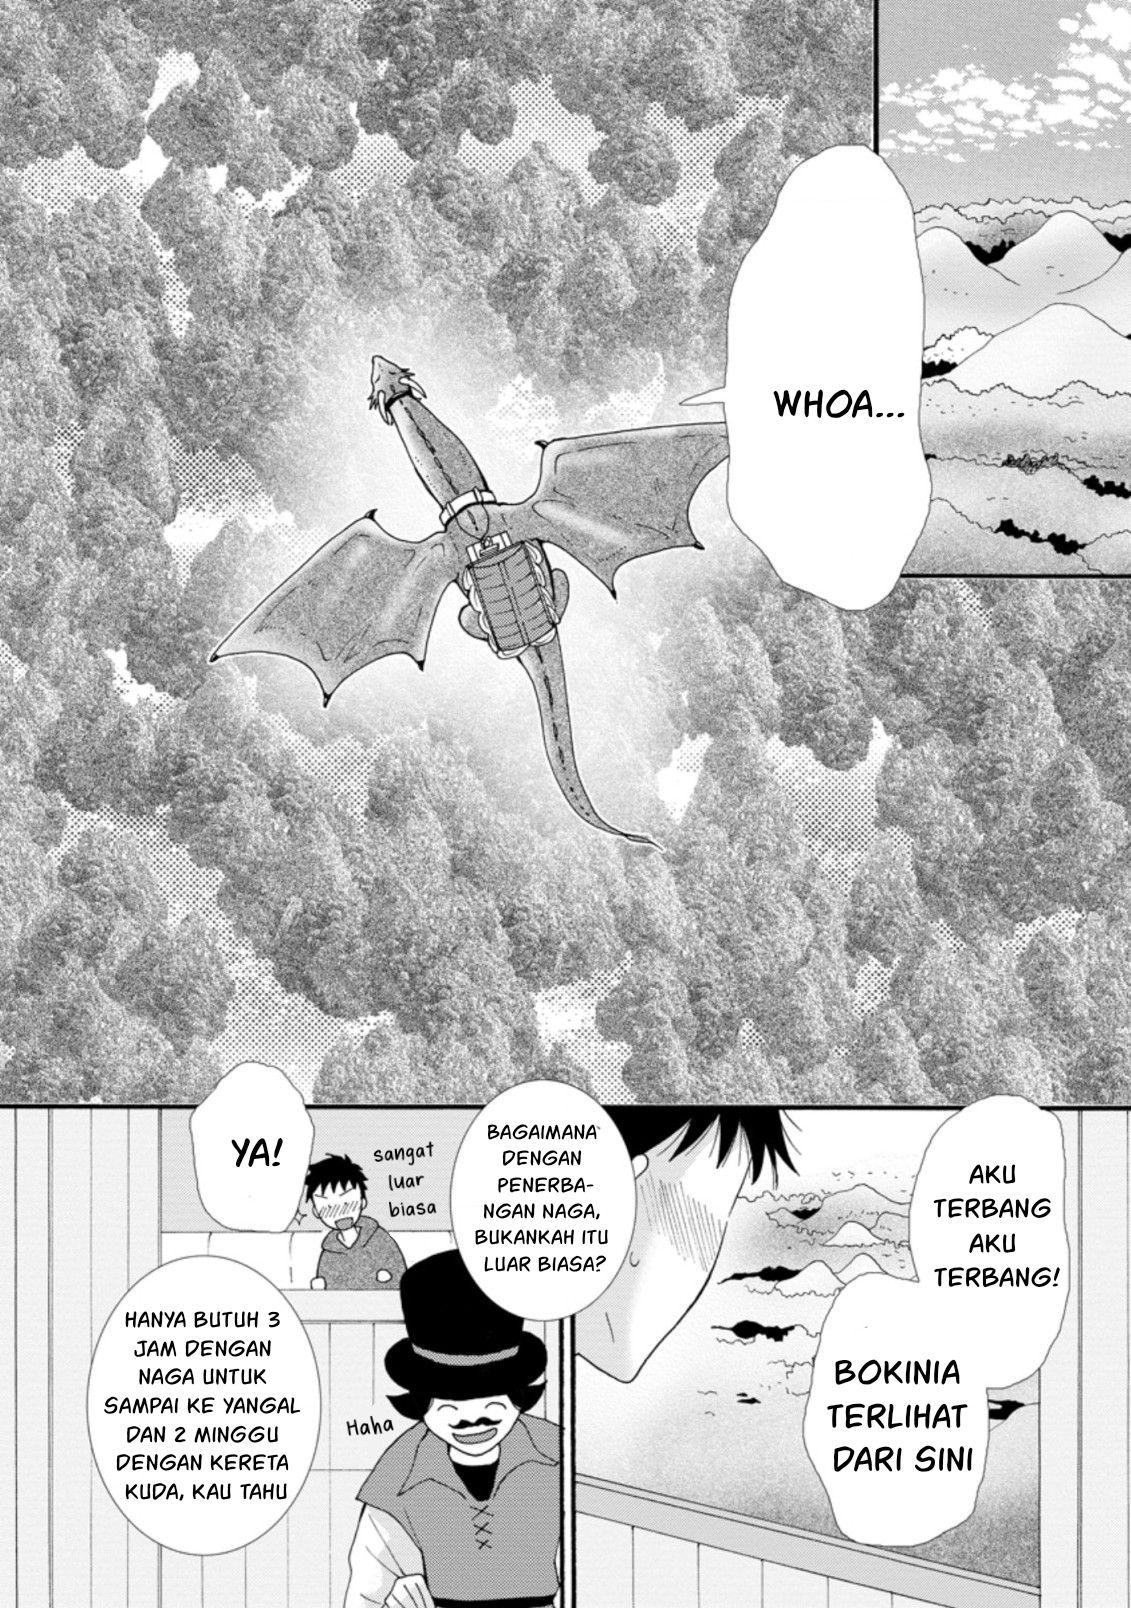 WHOA...
AKU
TERBANG
AKU
TERBANG!
BOKINIA
TERLIHAT
DARI SINI
BAGAIMANA
DENGAN
PENERBA-
NGAN NAGA,
BUKANKAH ITU
LUAR BIASA?
YA!
sangat
luar
biasa
HANYA BUTUH 3
JAM DENGAN
NAGA UNTUK
SAMPAI KE YANGAL
DAN 2 MINGGU
DENGAN KERETA
KUDA, KAU TAHU
Haha